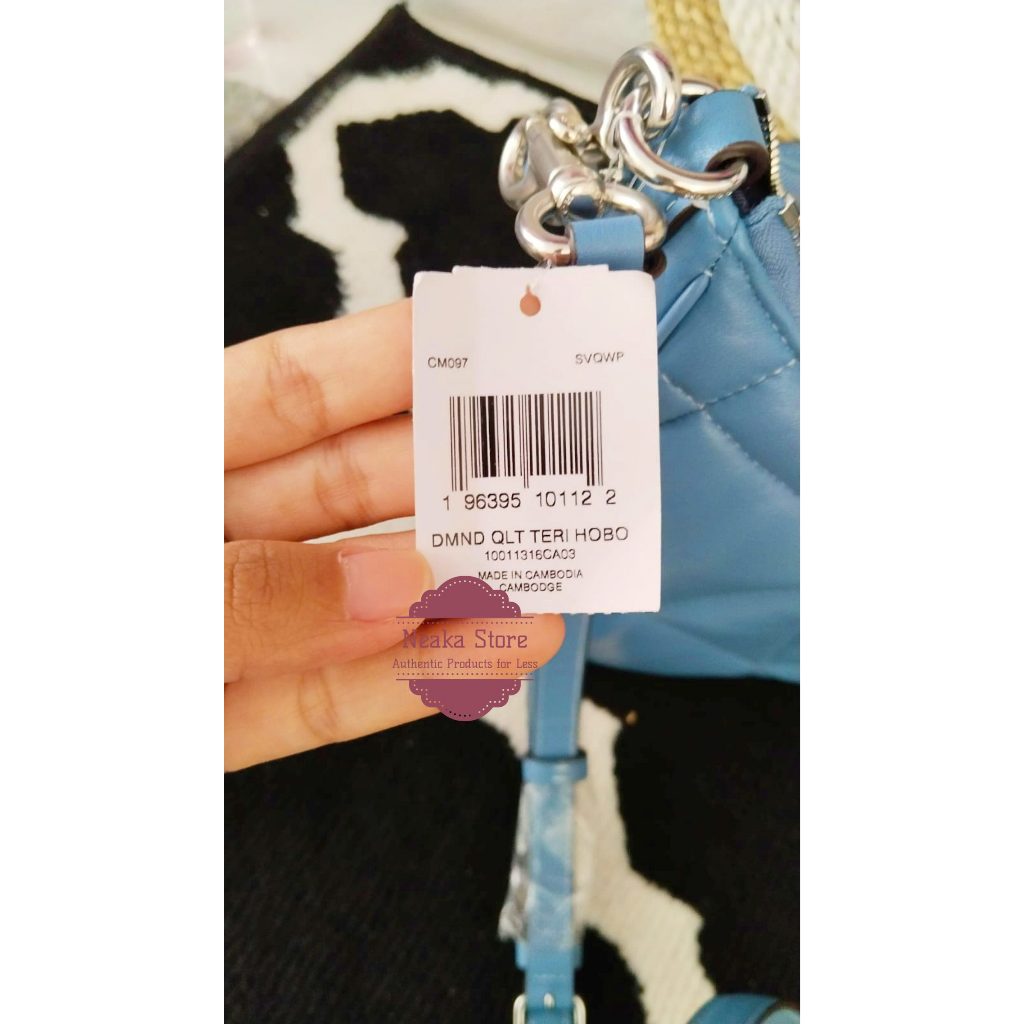 CM097 SVQWP
1 96395 10112 2
DMND QLT TERI HOBO
10011316CA03
MADE IN CAMBODIA
CAMBODGE
Neaka Store
Authentic Products for Less